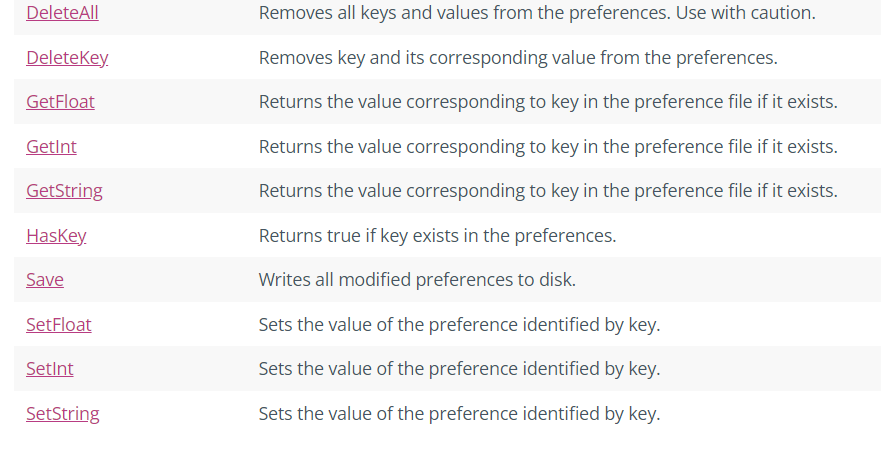 DeleteAll Removes all keys and values from the preferences. Use with caution.
DeleteKey Removes key and its corresponding value from the preferences.
GetFloat Returns the value corresponding to key in the preference file if it exists.
GetInt Returns the value corresponding to key in the preference file if it exists.
GetString Returns the value corresponding to key in the preference file if it exists.
HasKey Returns true if key exists in the preferences.
Save Writes all modified preferences to disk.
SetFloat Sets the value of the preference identified by key.
SetInt Sets the value of the preference identified by key.
SetString Sets the value of the preference identified by key.